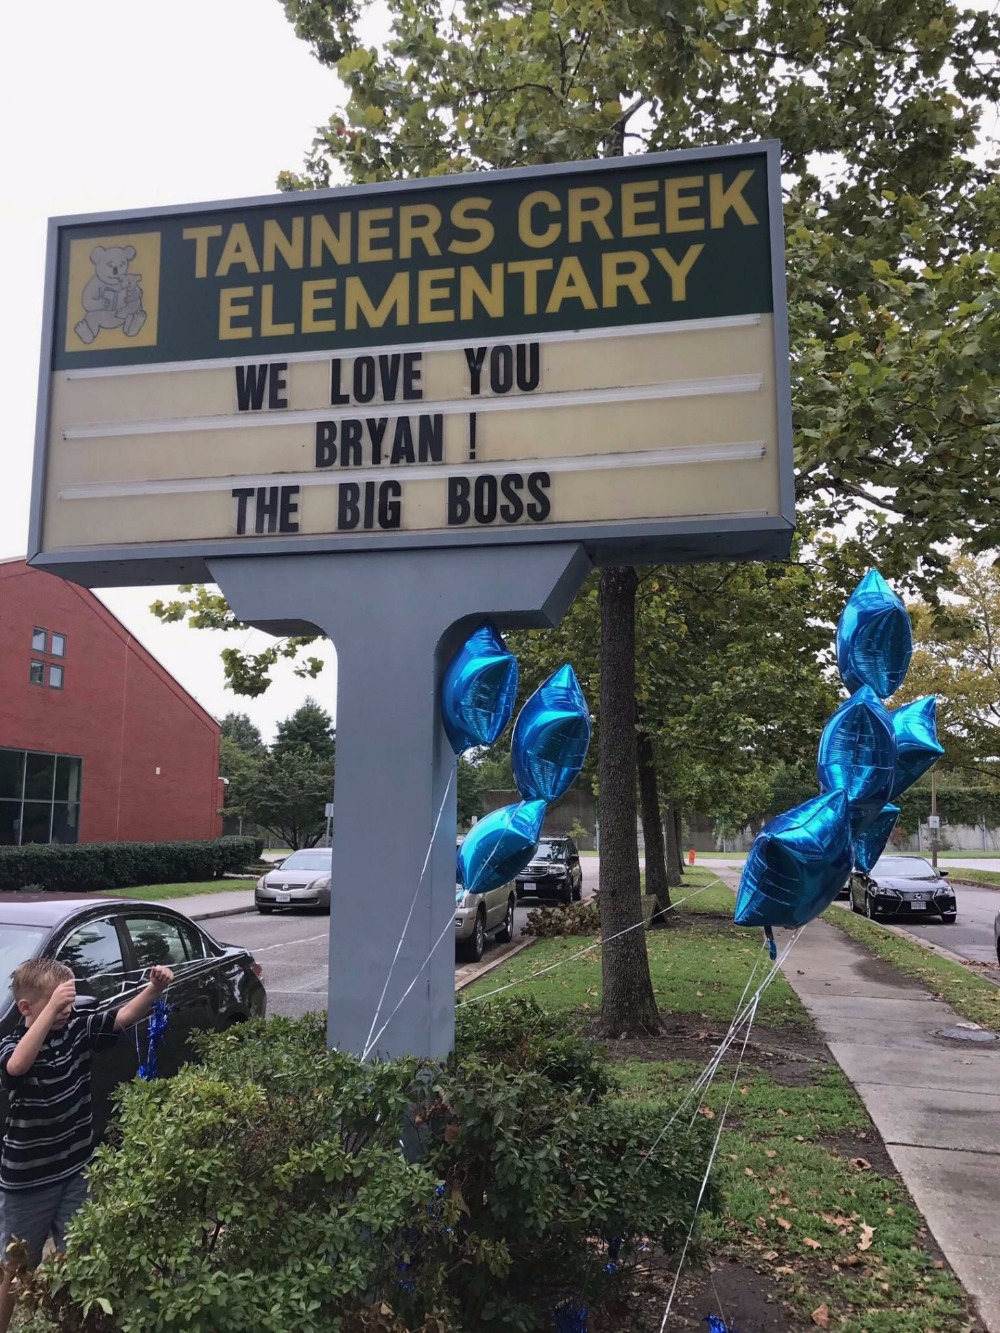 TANNERS CREEK
ELEMENTARY
WE LOVE YOU
BRYAN !
THE BIG BOSS